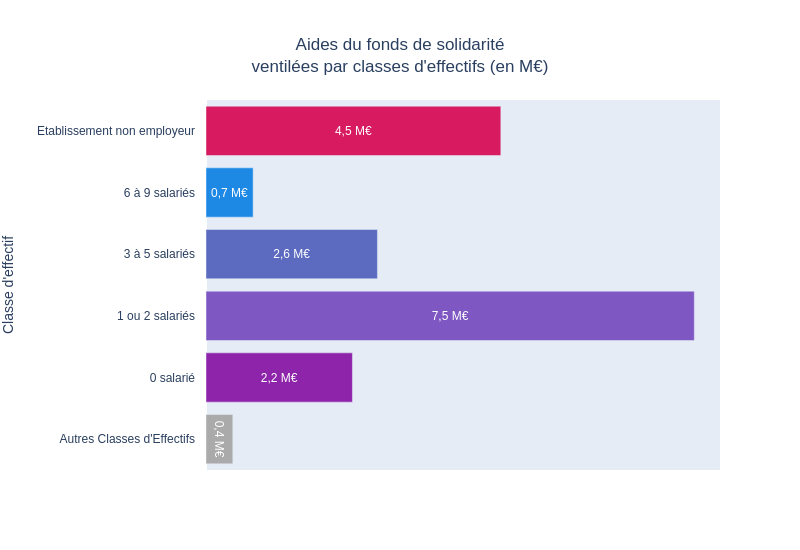 Aides du fonds de solidarité
ventilées par classes d'effectifs (en M€)
Classe d'effectif
Etablissement non employeur
4,5 M€
6 à 9 salariés
0,7 M€
3 à 5 salariés
2,6 M€
1 ou 2 salariés
7,5 M€
0 salarié
2,2 M€
Autres Classes d'Effectifs
0,4 M€